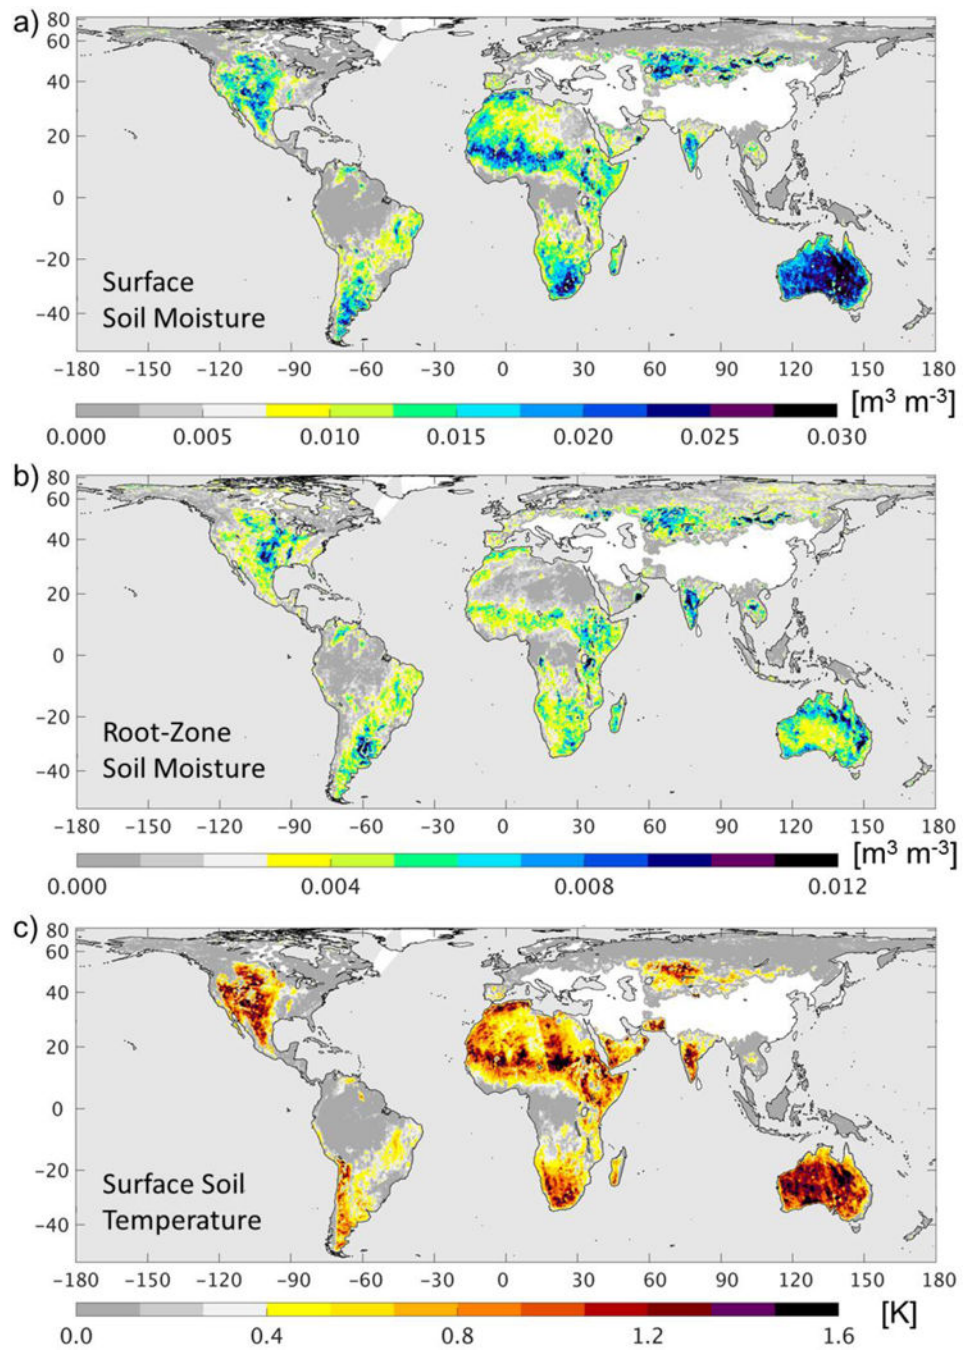 a)
80
60
40
20
0
−20
−40
Surface
Soil Moisture
−180 −150 −120 −90 −60 −30 0 30 60 90 120 150 180
[m³ m⁻³]
0.000 0.005 0.010 0.015 0.020 0.025 0.030
b)
80
60
40
20
0
−20
−40
Root-Zone
Soil Moisture
−180 −150 −120 −90 −60 −30 0 30 60 90 120 150 180
[m³ m⁻³]
0.000 0.004 0.008 0.012
c)
80
60
40
20
0
−20
−40
Surface Soil
Temperature
−180 −150 −120 −90 −60 −30 0 30 60 90 120 150 180
[K]
0.0 0.4 0.8 1.2 1.6